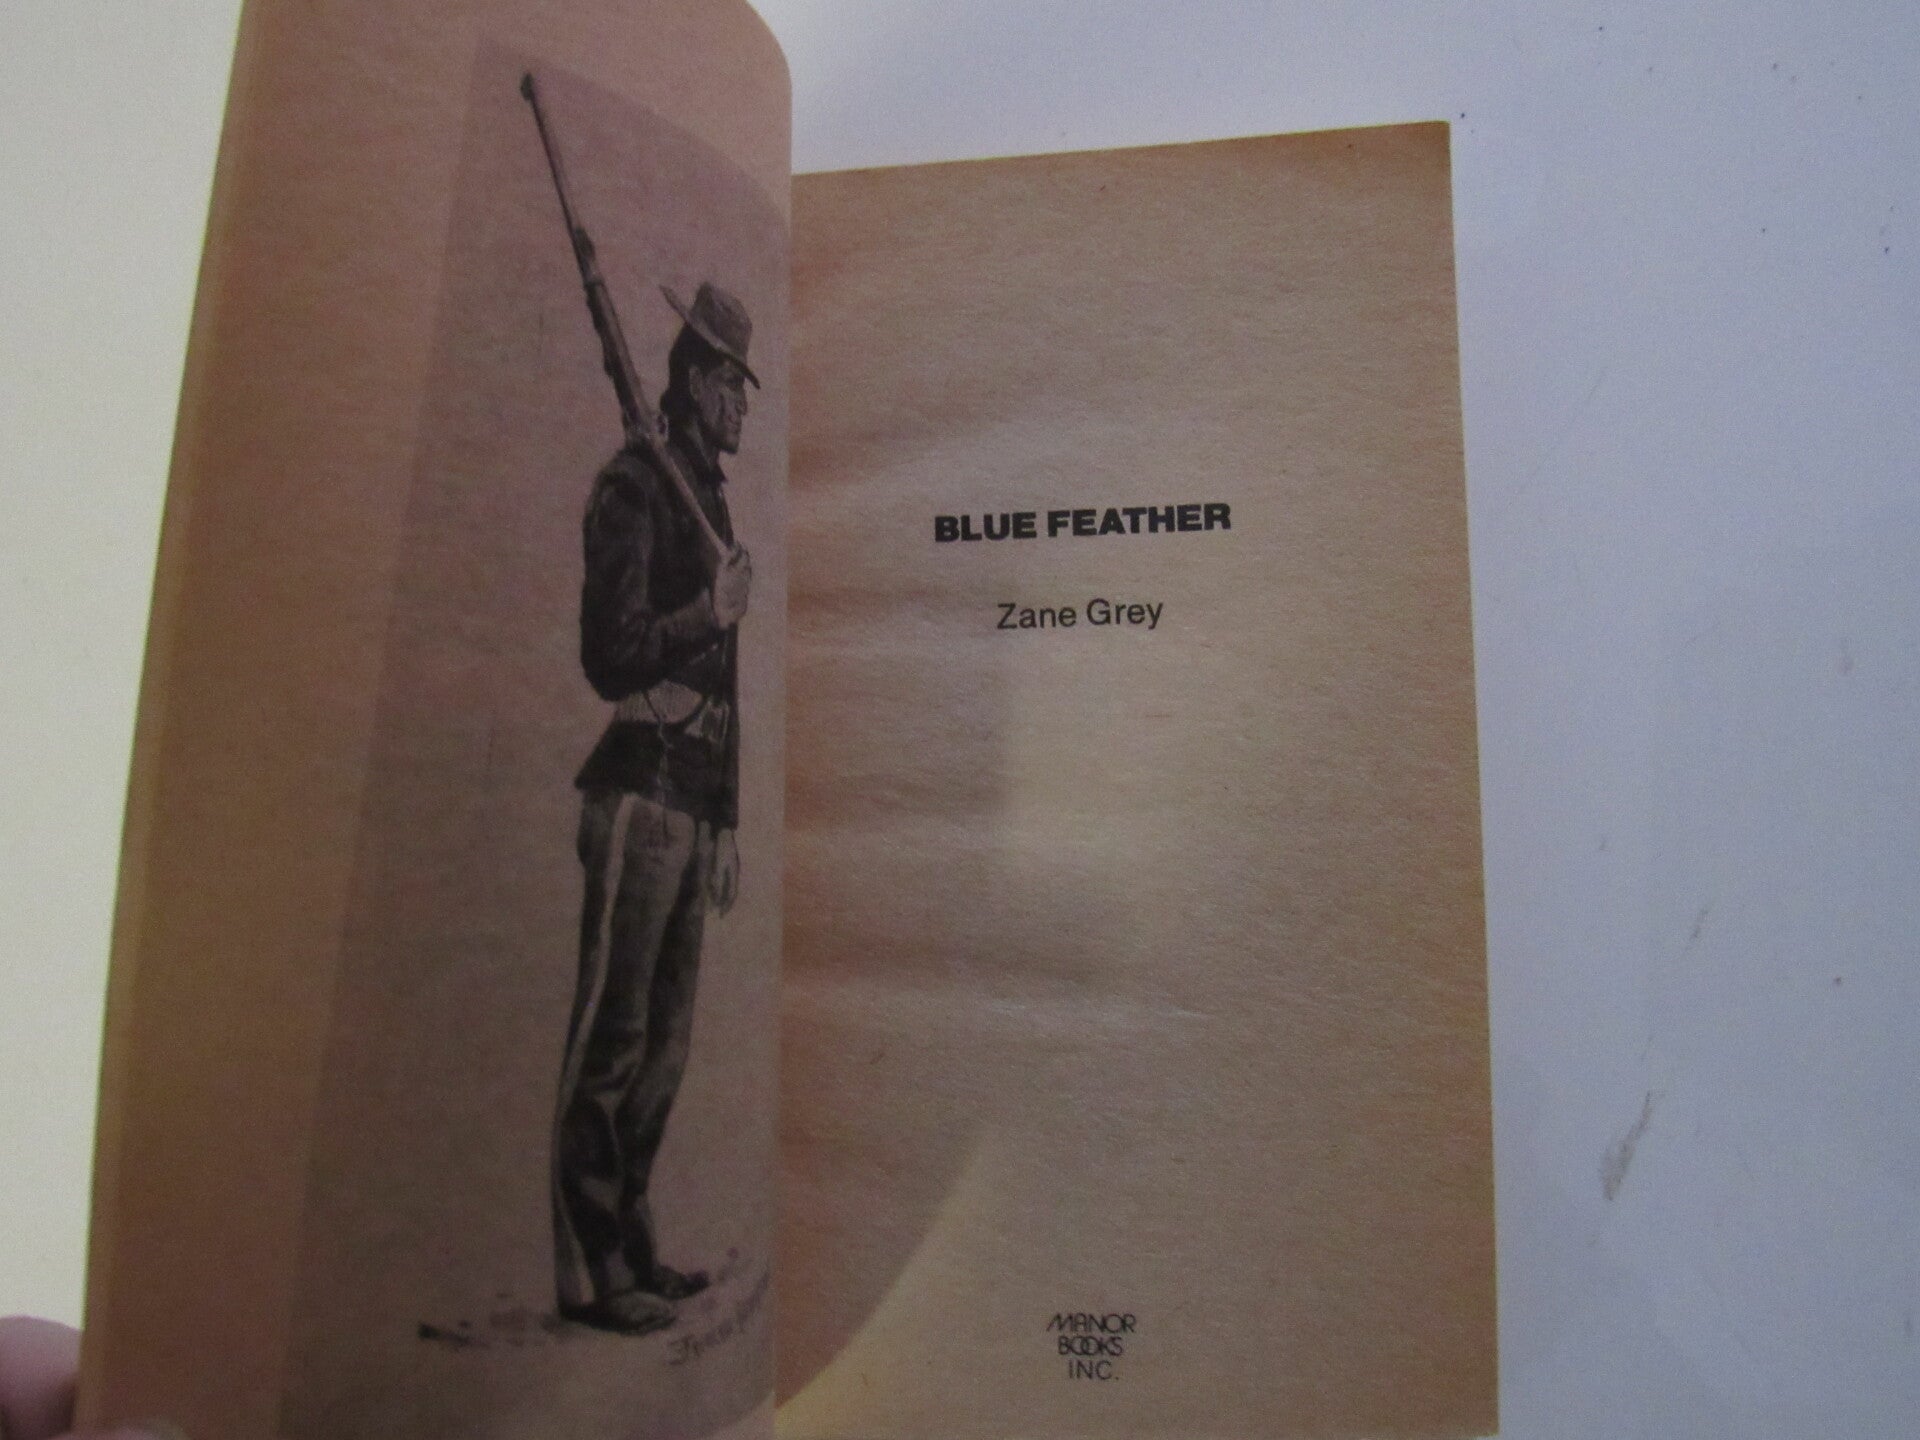 BLUE FEATHER
Zane Grey
MANOR
BOOKS
INC.